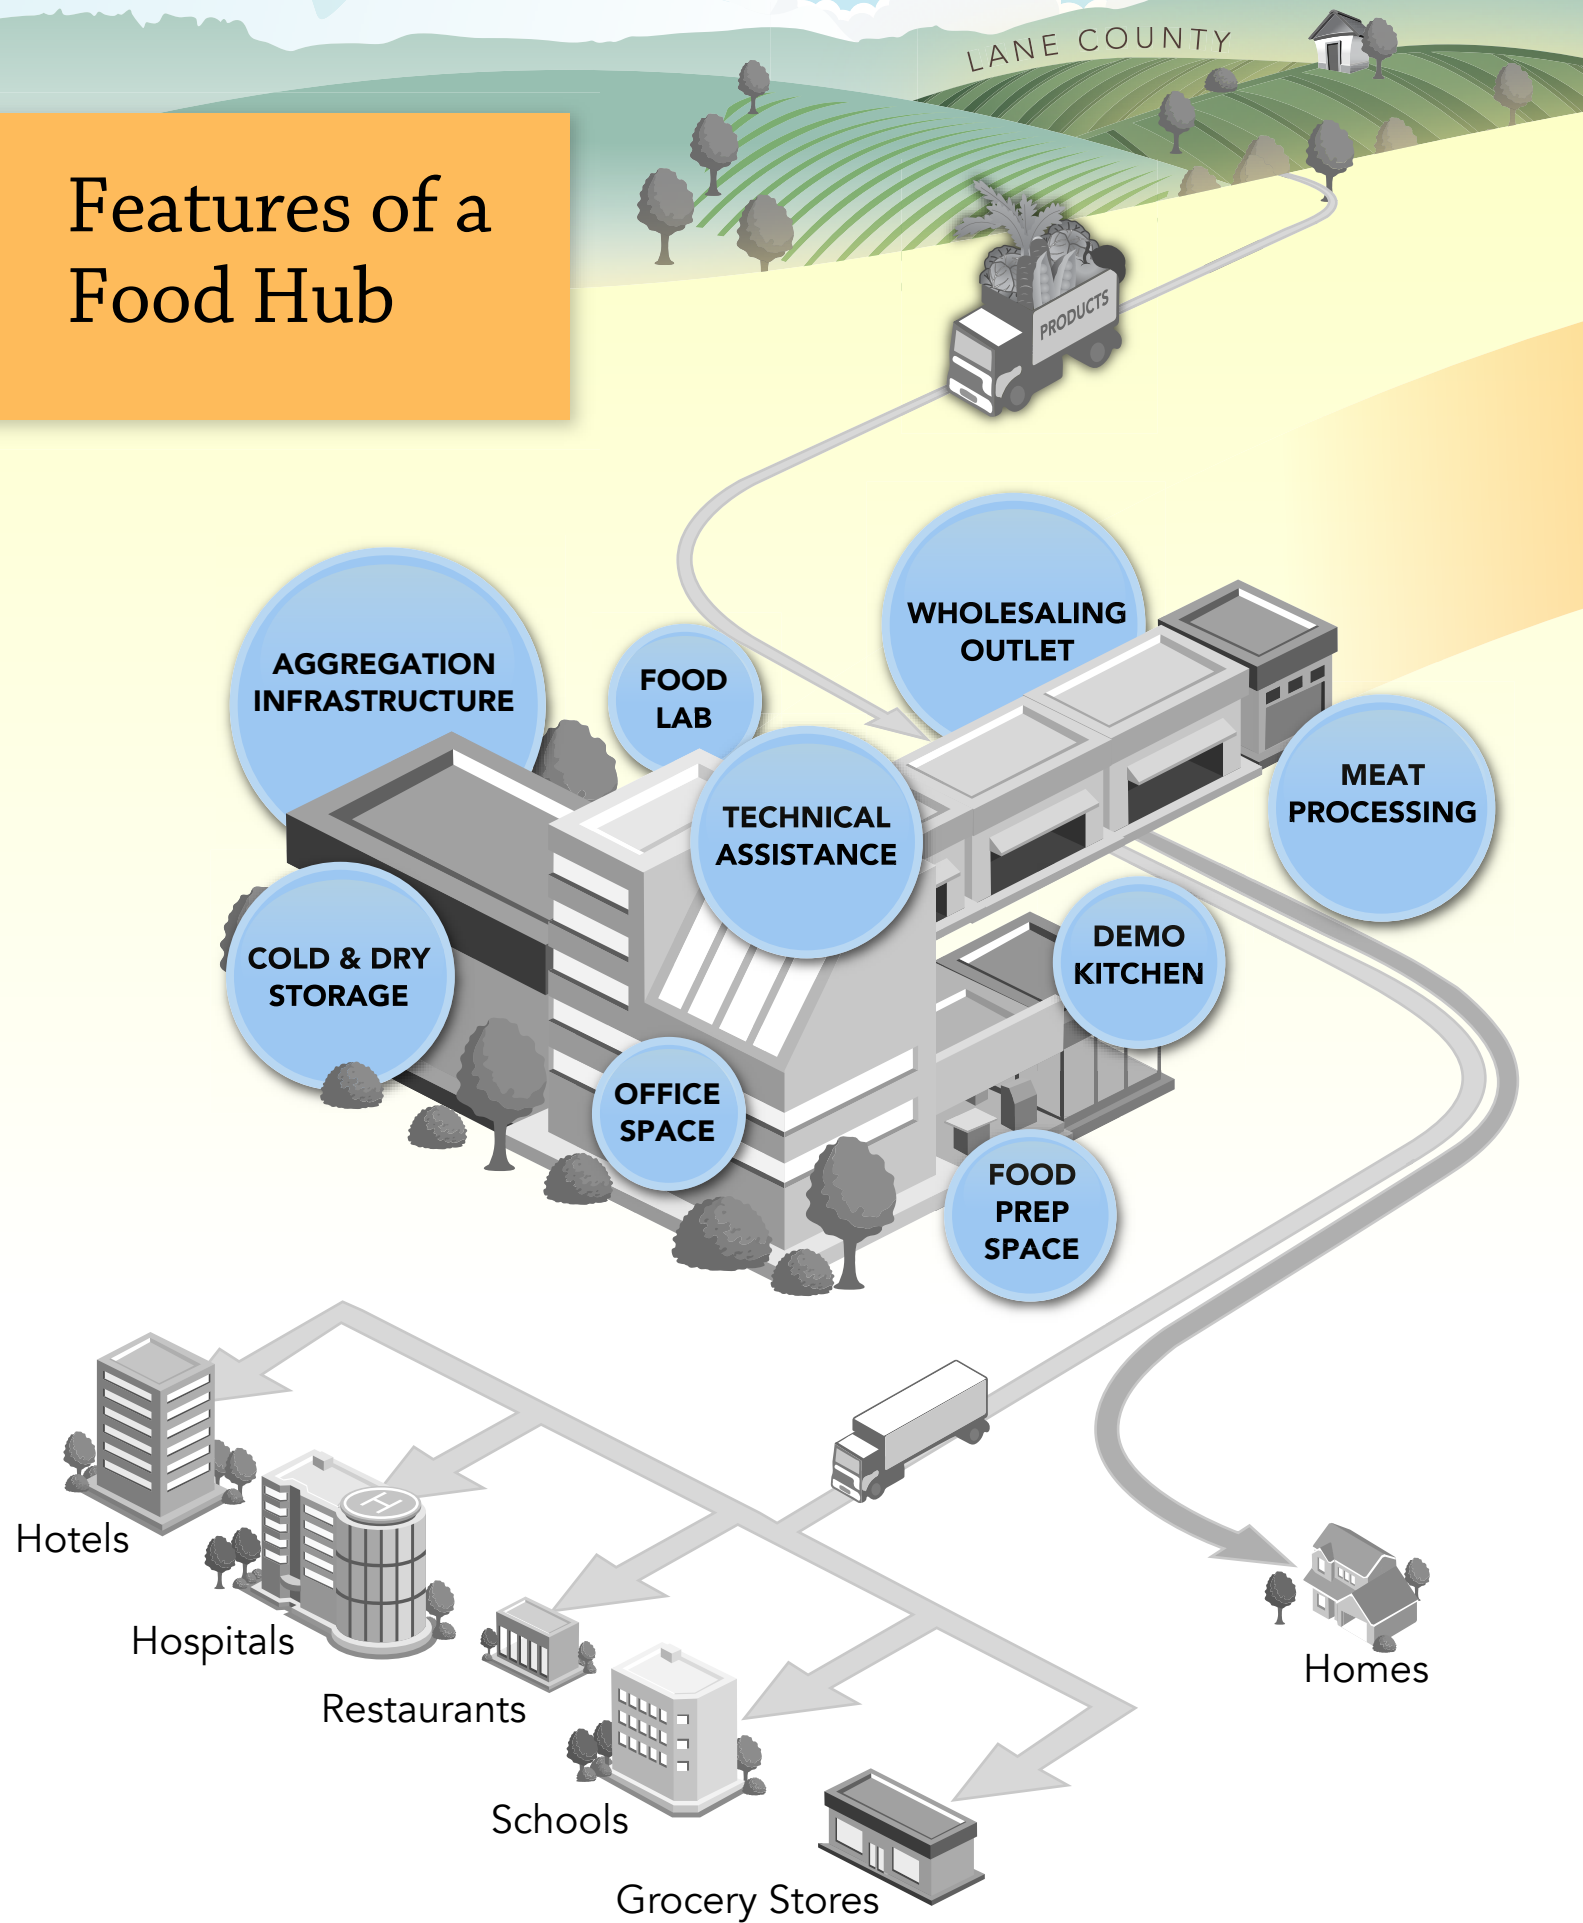 LANE COUNTY
Features of a
Food Hub
PRODUCTS
WHOLESALING
OUTLET
AGGREGATION
INFRASTRUCTURE
FOOD
LAB
MEAT
PROCESSING
TECHNICAL
ASSISTANCE
DEMO
KITCHEN
COLD & DRY
STORAGE
OFFICE
SPACE
FOOD
PREP
SPACE
H
Hotels
Hospitals
Homes
Restaurants
Schools
Grocery Stores